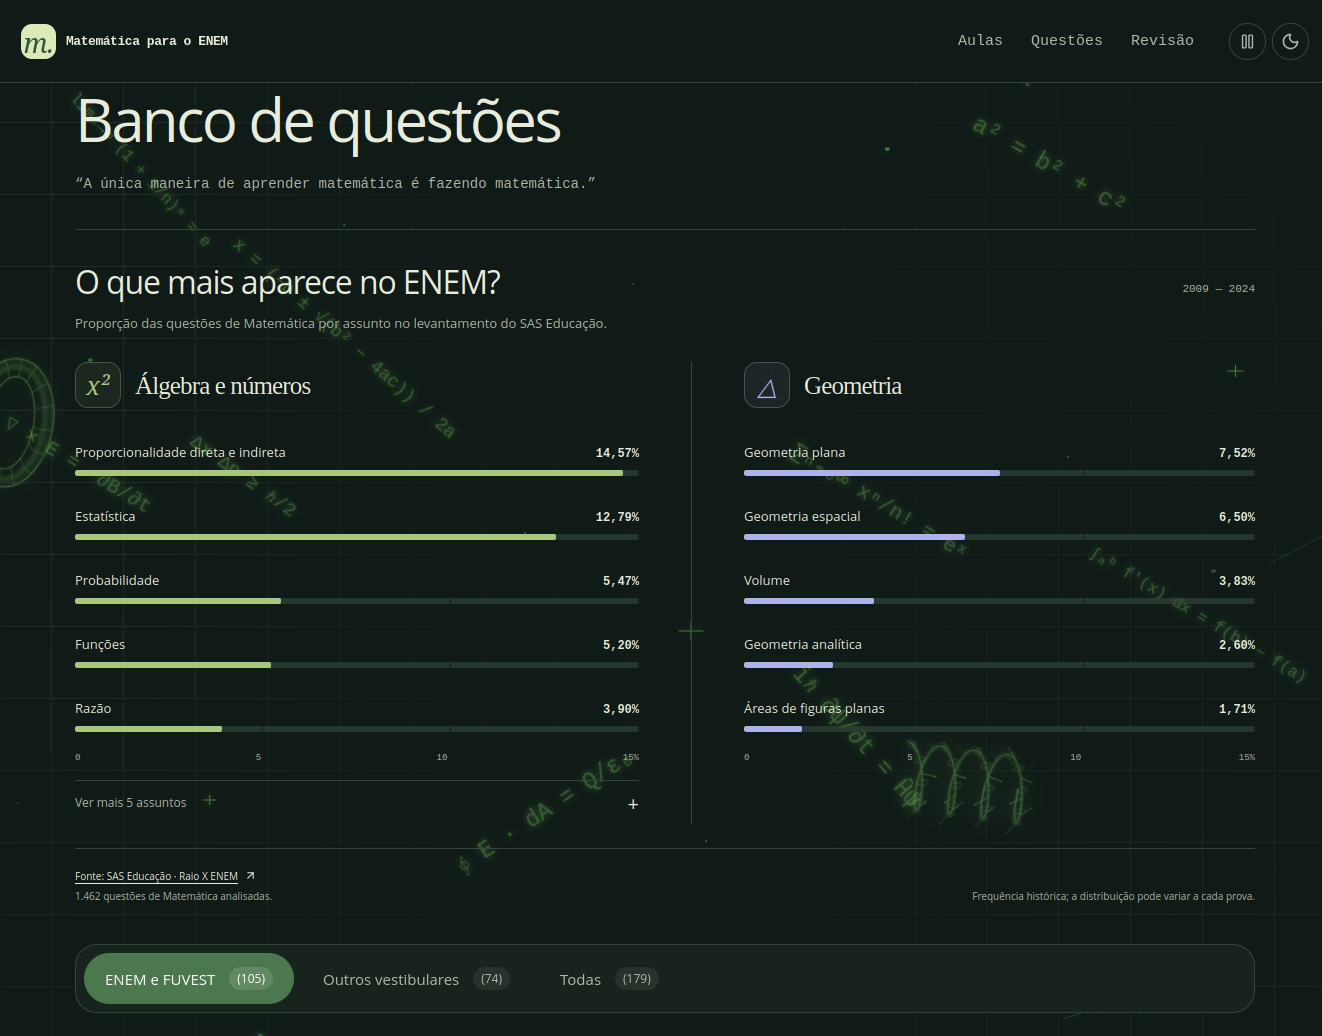 m.
Matemática para o ENEM
Aulas
Questões
Revisão
Banco de questões
“A única maneira de aprender matemática é fazendo matemática.”
a² = b² + c²
O que mais aparece no ENEM?
2009 — 2024
Proporção das questões de Matemática por assunto no levantamento do SAS Educação.
x²
Álgebra e números
△
Geometria
Proporcionalidade direta e indireta
14,57%
Estatística
12,79%
Probabilidade
5,47%
Funções
5,20%
Razão
3,90%
0
5
10
15%
Ver mais 5 assuntos
+
Geometria plana
7,52%
Geometria espacial
6,50%
Volume
3,83%
Geometria analítica
2,60%
Áreas de figuras planas
1,71%
0
5
10
15%
Fonte: SAS Educação · Raio X ENEM
1.462 questões de Matemática analisadas.
Frequência histórica; a distribuição pode variar a cada prova.
ENEM e FUVEST (105)
Outros vestibulares (74)
Todas (179)